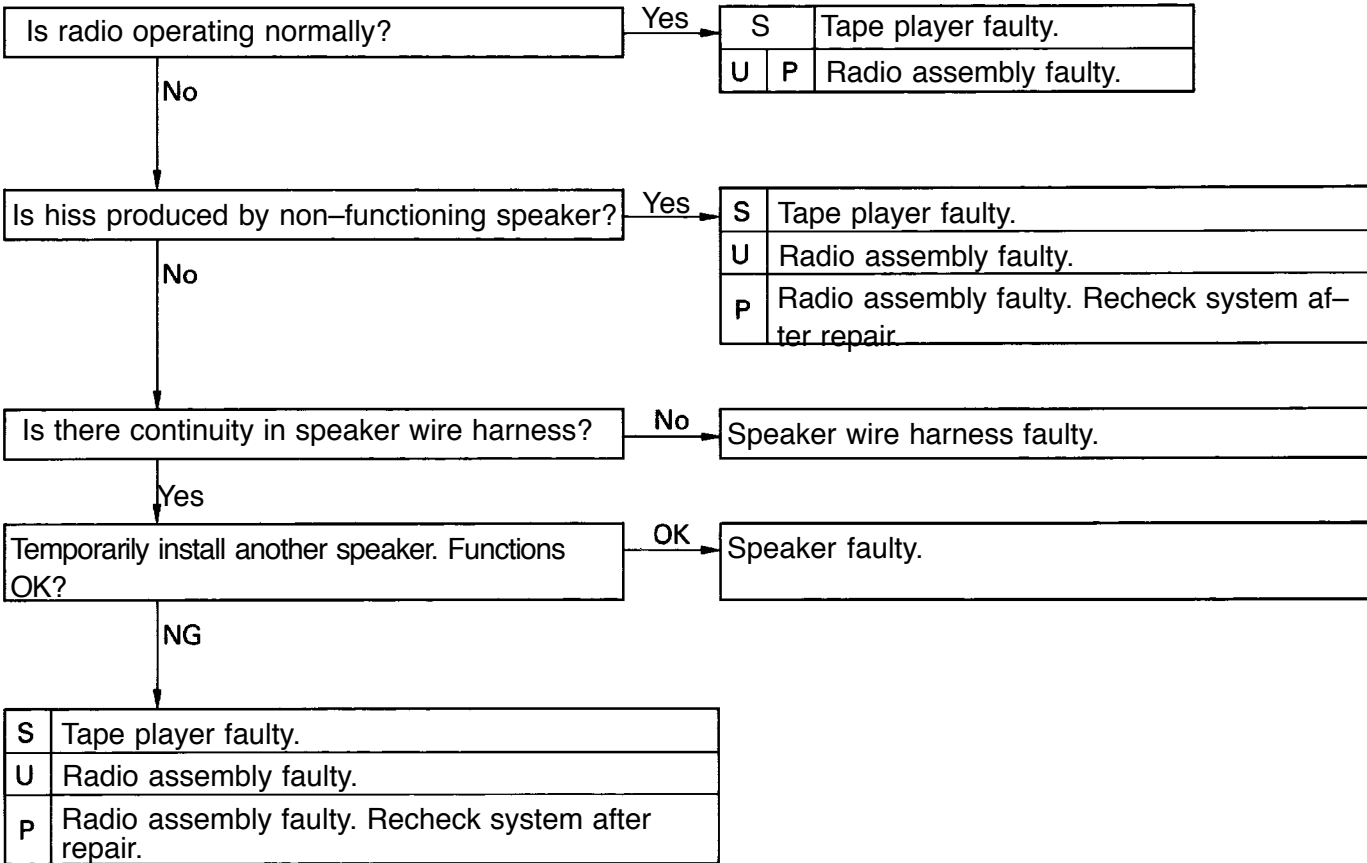 Is radio operating normally?
Yes
S Tape player faulty.
U P Radio assembly faulty.
No
Is hiss produced by non–functioning speaker?
Yes
S Tape player faulty.
U Radio assembly faulty.
P Radio assembly faulty. Recheck system af–
ter repair.
No
Is there continuity in speaker wire harness?
No
Speaker wire harness faulty.
Yes
Temporarily install another speaker. Functions
OK?
OK
Speaker faulty.
NG
S Tape player faulty.
U Radio assembly faulty.
P Radio assembly faulty. Recheck system after
repair.